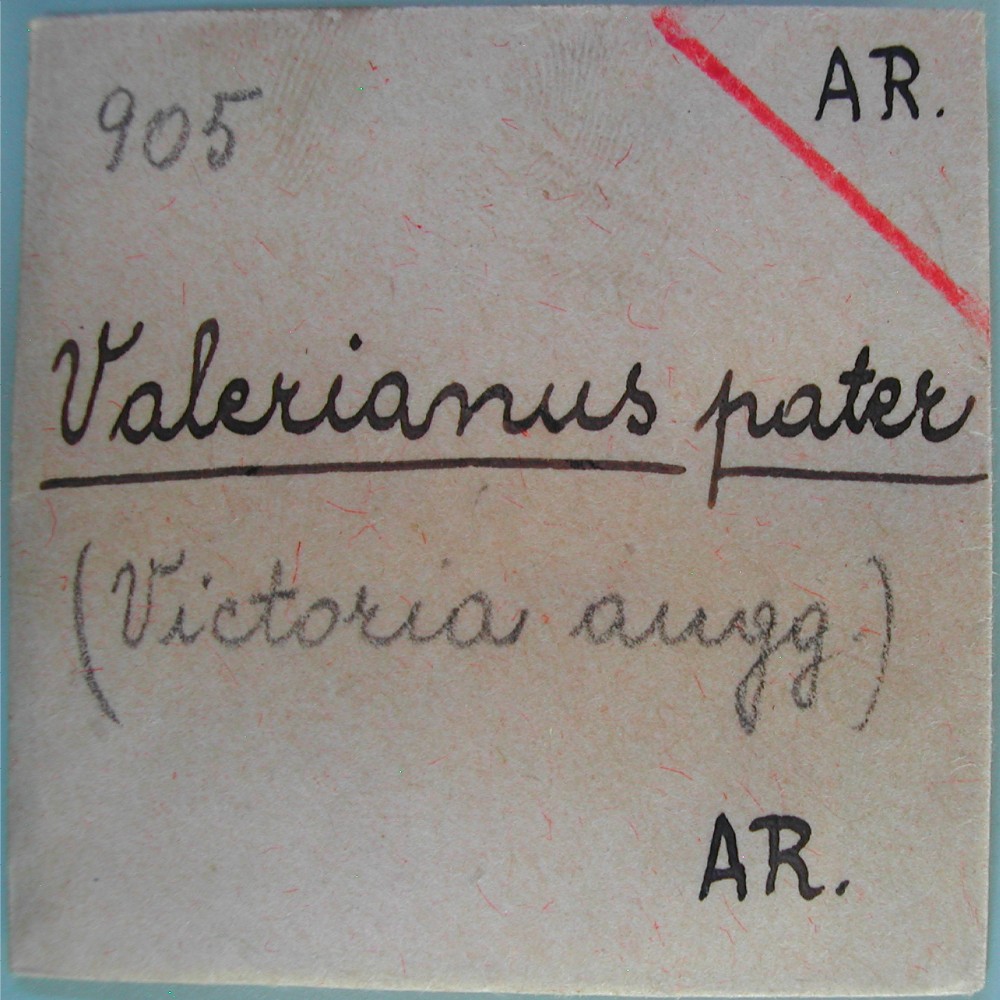 905
AR.
Valerianus pater
(Victoria augg.)
AR.